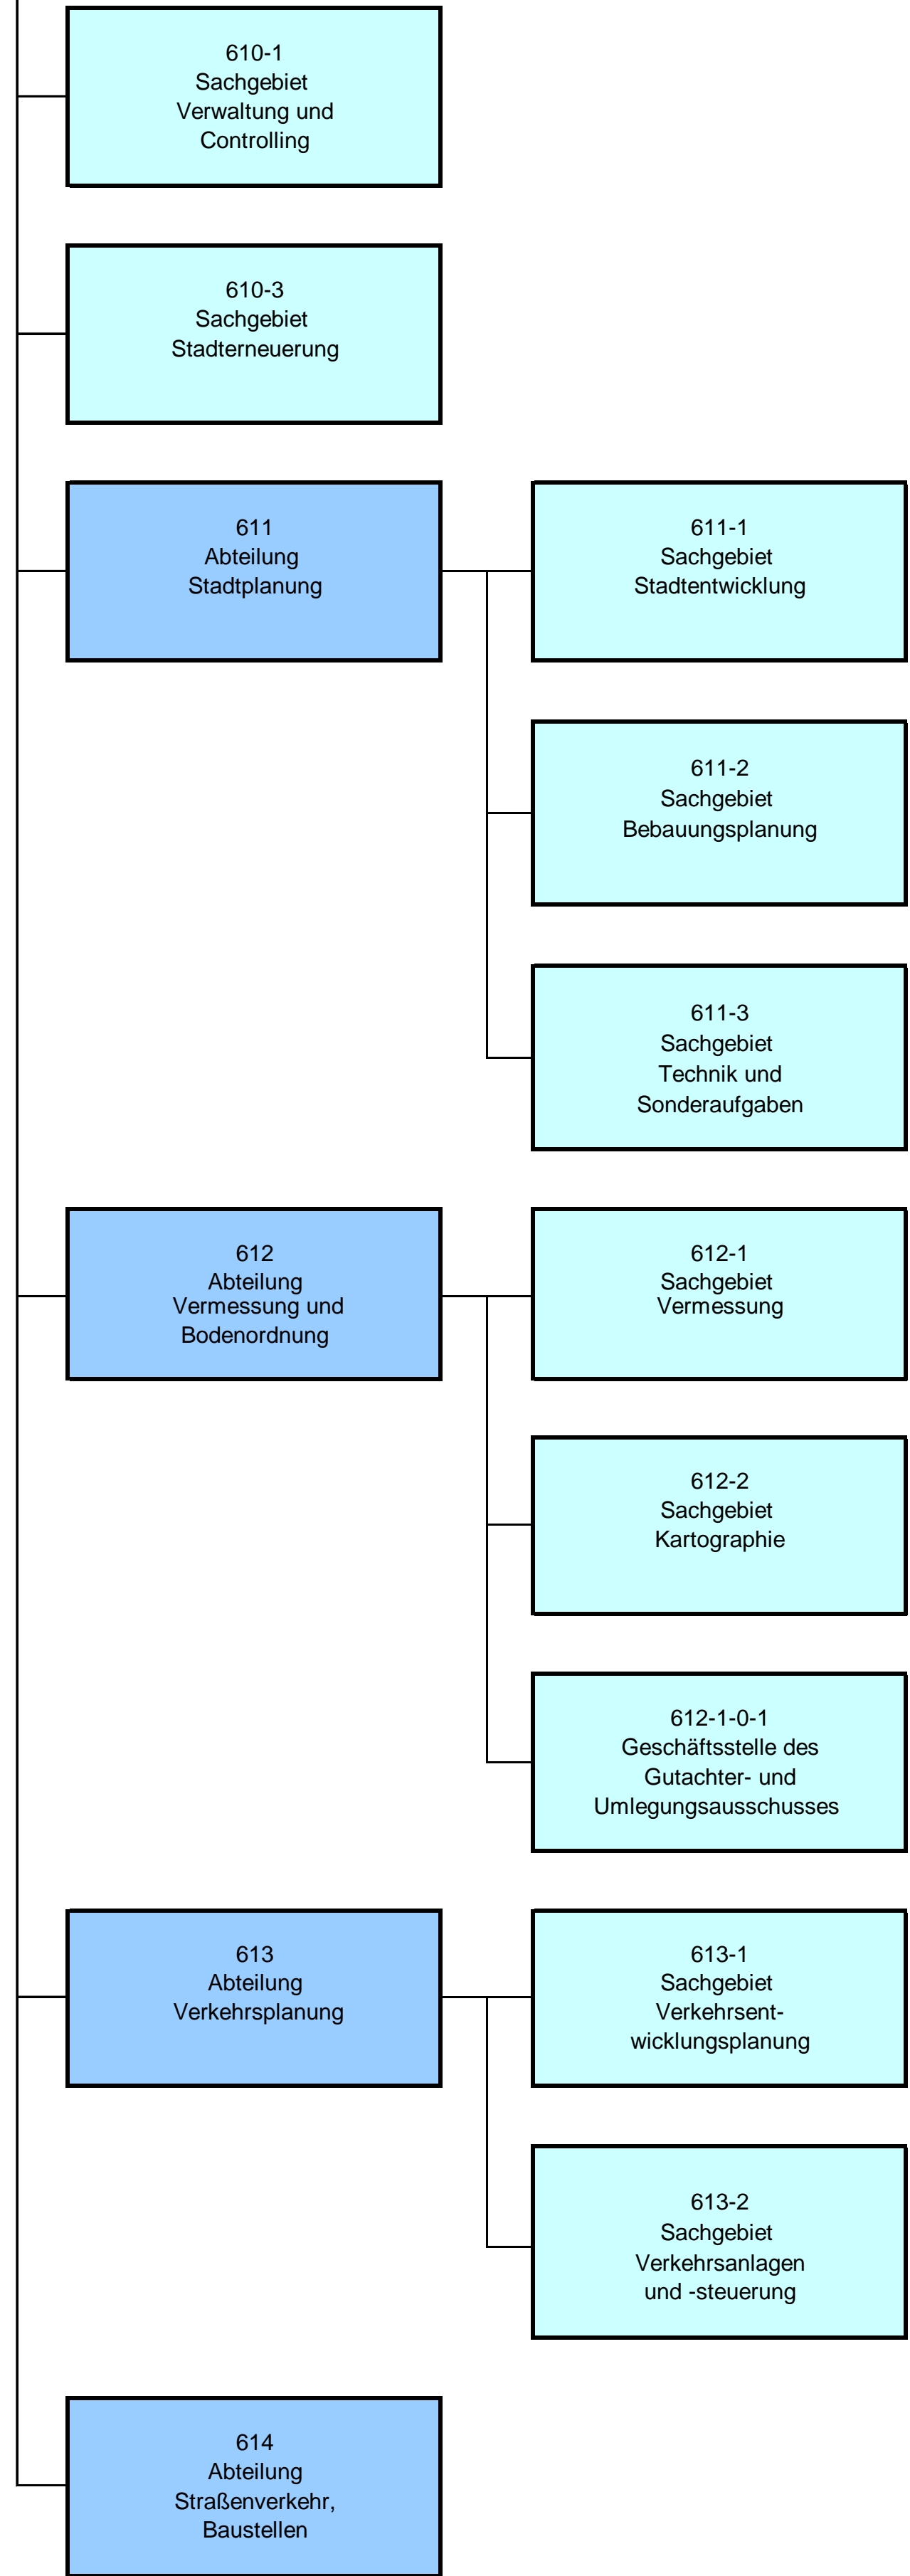 610-1
Sachgebiet
Verwaltung und
Controlling
610-3
Sachgebiet
Stadterneuerung
611
Abteilung
Stadtplanung
611-1
Sachgebiet
Stadtentwicklung
611-2
Sachgebiet
Bebauungsplanung
611-3
Sachgebiet
Technik und
Sonderaufgaben
612
Abteilung
Vermessung und
Bodenordnung
612-1
Sachgebiet
Vermessung
612-2
Sachgebiet
Kartographie
612-1-0-1
Geschäftsstelle des
Gutachter- und
Umlegungsausschusses
613
Abteilung
Verkehrsplanung
613-1
Sachgebiet
Verkehrsent-
wicklungsplanung
613-2
Sachgebiet
Verkehrsanlagen
und -steuerung
614
Abteilung
Straßenverkehr,
Baustellen